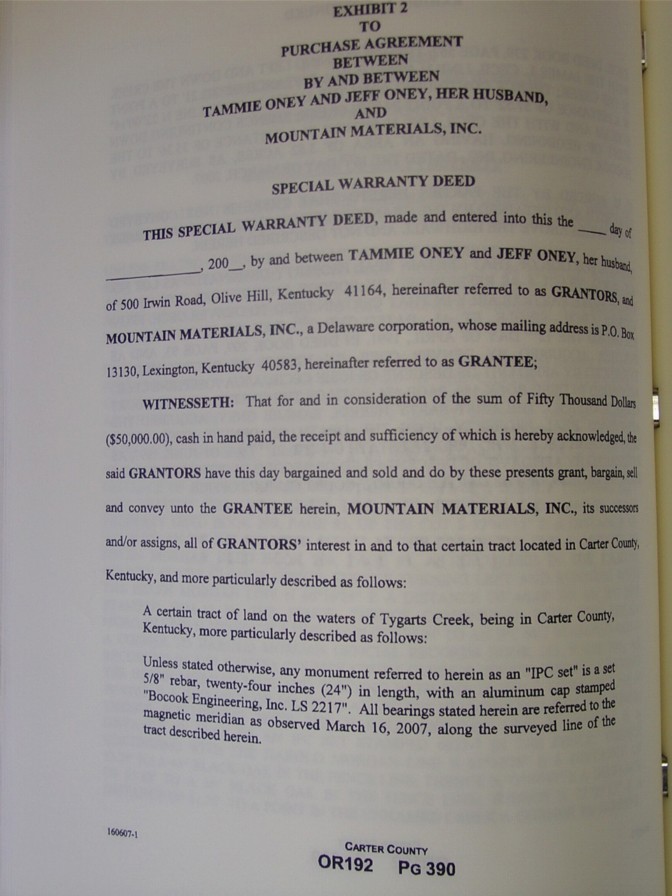 EXHIBIT 2
TO
PURCHASE AGREEMENT
BETWEEN
BY AND BETWEEN
TAMMIE ONEY AND JEFF ONEY, HER HUSBAND,
AND
MOUNTAIN MATERIALS, INC.
SPECIAL WARRANTY DEED
THIS SPECIAL WARRANTY DEED, made and entered into this the ____ day of
____________, 200__, by and between TAMMIE ONEY and JEFF ONEY, her husband,
of 500 Irwin Road, Olive Hill, Kentucky 41164, hereinafter referred to as GRANTORS, and
MOUNTAIN MATERIALS, INC., a Delaware corporation, whose mailing address is P.O. Box
13130, Lexington, Kentucky 40583, hereinafter referred to as GRANTEE;
WITNESSETH: That for and in consideration of the sum of Fifty Thousand Dollars
($50,000.00), cash in hand paid, the receipt and sufficiency of which is hereby acknowledged, the
said GRANTORS have this day bargained and sold and do by these presents grant, bargain, sell
and convey unto the GRANTEE herein, MOUNTAIN MATERIALS, INC., its successors
and/or assigns, all of GRANTORS' interest in and to that certain tract located in Carter County,
Kentucky, and more particularly described as follows:
A certain tract of land on the waters of Tygarts Creek, being in Carter County,
Kentucky, more particularly described as follows:
Unless stated otherwise, any monument referred to herein as an "IPC set" is a set
5/8" rebar, twenty-four inches (24") in length, with an aluminum cap stamped
"Bocook Engineering, Inc. LS 2217". All bearings stated herein are referred to the
magnetic meridian as observed March 16, 2007, along the surveyed line of the
tract described herein.
160607-1
CARTER COUNTY
OR192 PG 390